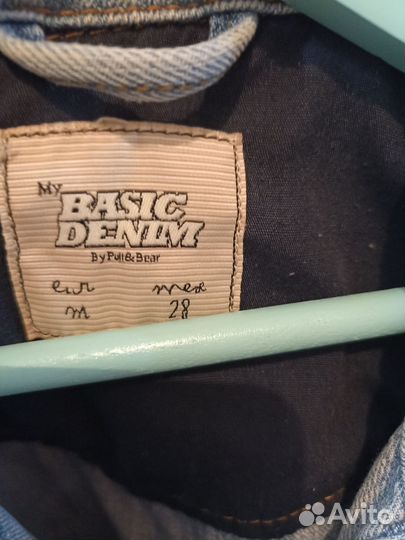 My
BASIC
DENIM
By Pull&Bear
eur mex
M 28
Avito